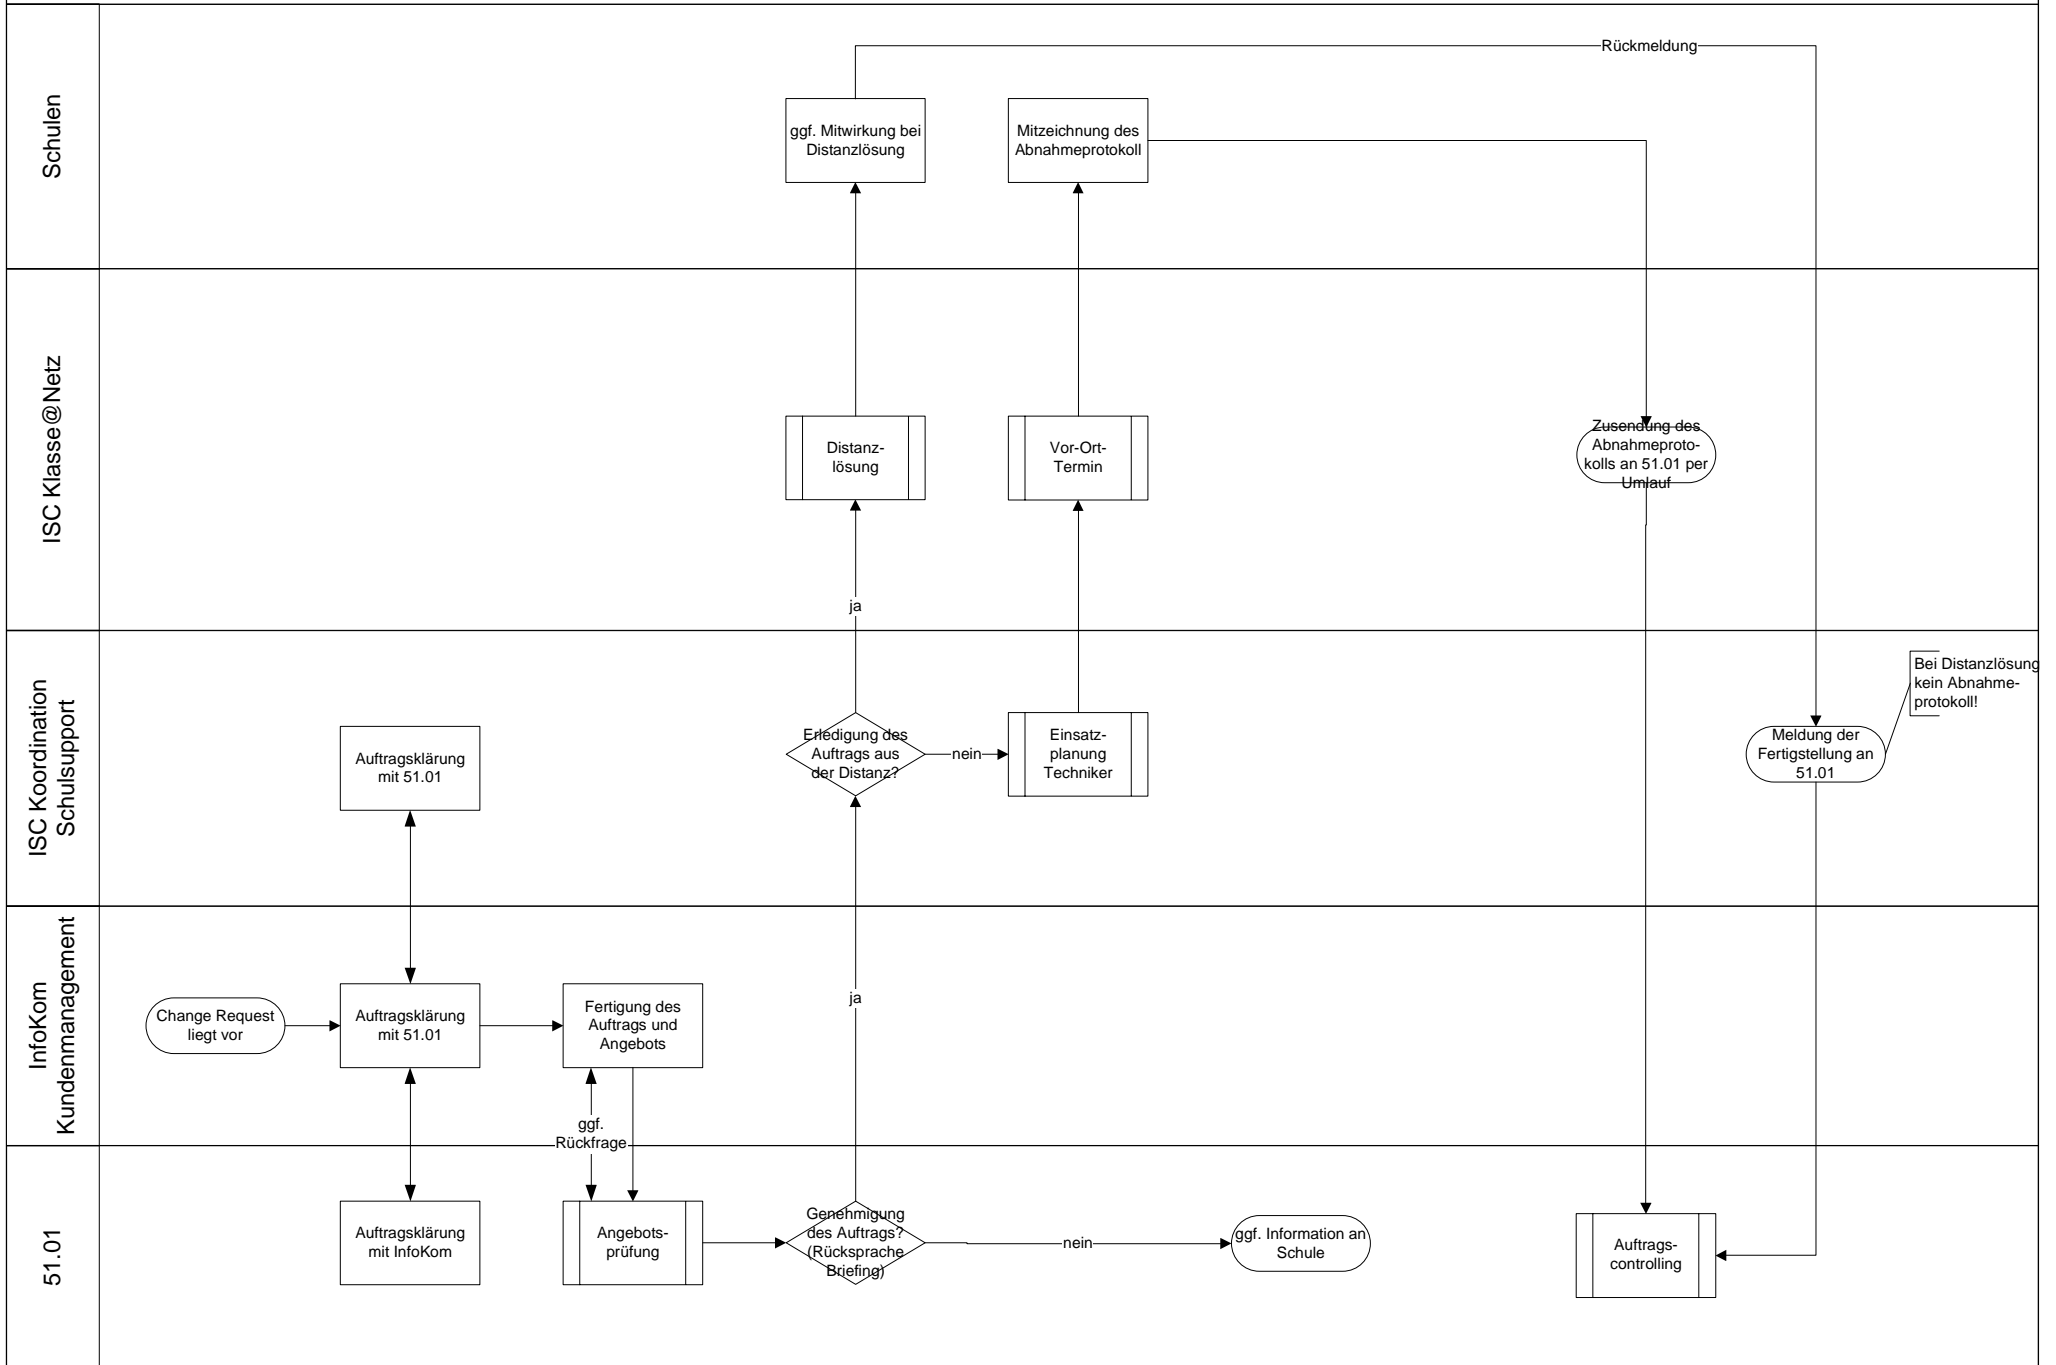 Schulen
Rückmeldung
ggf. Mitwirkung bei
Distanzlösung
Mitzeichnung des
Abnahmeprotokoll
ISC Klasse@Netz
Distanz-
lösung
Vor-Ort-
Termin
Zusendung des
Abnahmeproto-
kolls an 51.01 per
Umlauf
ja
ISC Koordination
Schulsupport
Auftragsklärung
mit 51.01
Erledigung des
Auftrags aus
der Distanz?
nein
Einsatz-
planung
Techniker
Meldung der
Fertigstellung an
51.01
Bei Distanzlösung
kein Abnahme-
protokoll!
InfoKom
Kundenmanagement
Change Request
liegt vor
Auftragsklärung
mit 51.01
Fertigung des
Auftrags und
Angebots
ja
ggf.
Rückfrage
51.01
Auftragsklärung
mit InfoKom
Angebots-
prüfung
Genehmigung
des Auftrags?
(Rücksprache
Briefing)
nein
ggf. Information an
Schule
Auftrags-
controlling